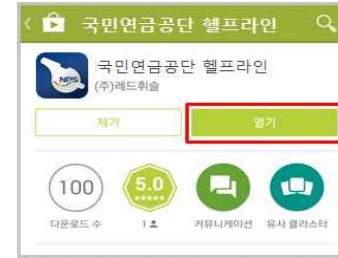 국민연금공단 헬프라인
국민연금공단 헬프라인
NPS
(주)레드휘슬
제거 열기
100 5.0
다운로드 수 1 커뮤니케이션 유사 클러스터